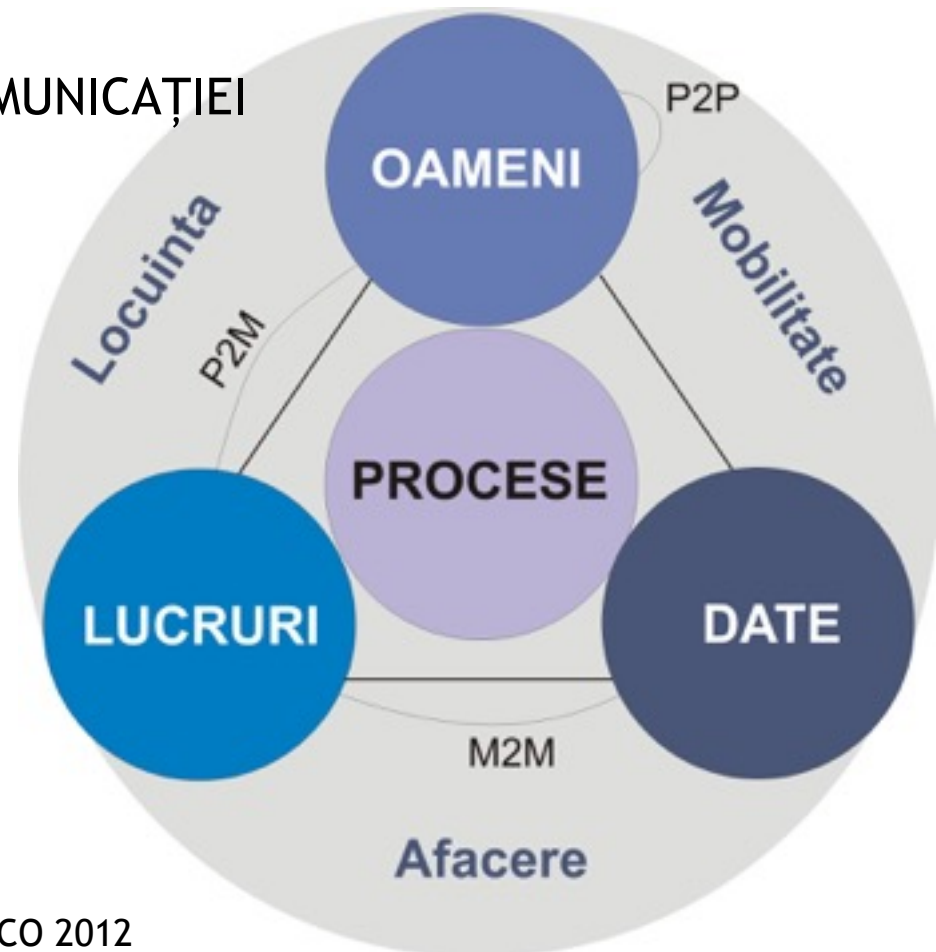 MUNICAȚIEI
P2P
OAMENI
Locuinta
Mobilitate
P2M
PROCESE
LUCRURI
DATE
M2M
Afacere
CO 2012